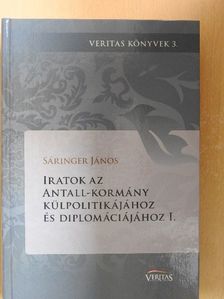 VERITAS KÖNYVEK 3.
SÁRINGER JÁNOS
IRATOK AZ
ANTALL-KORMÁNY
KÜLPOLITIKÁJÁHOZ
ÉS DIPLOMÁCIÁJÁHOZ I.
VERITAS